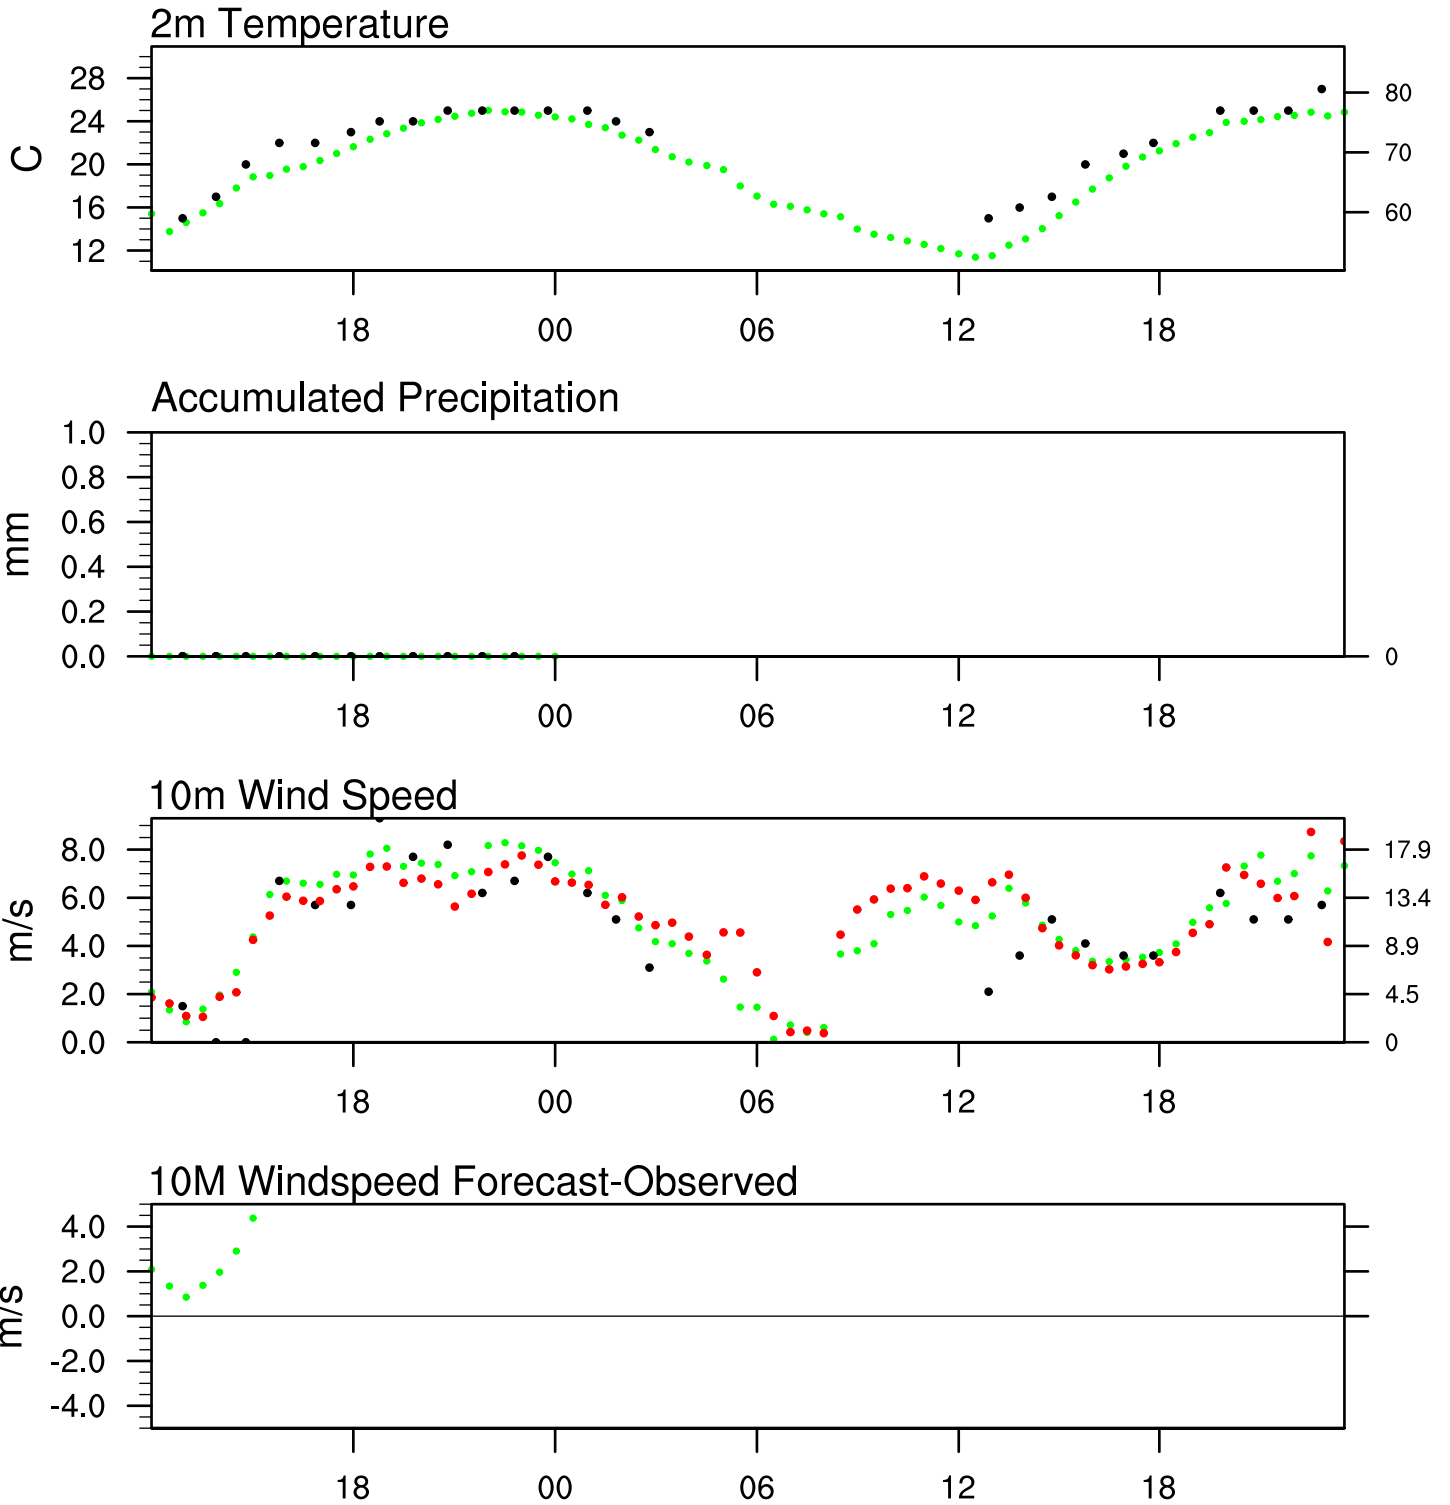 2m Temperature
28
24
20
16
12
C
80
70
60
18 00 06 12 18
Accumulated Precipitation
1.0
0.8
0.6
0.4
0.2
0.0
mm
0
18 00 06 12 18
10m Wind Speed
8.0
6.0
4.0
2.0
0.0
m/s
17.9
13.4
8.9
4.5
0
18 00 06 12 18
10M Windspeed Forecast-Observed
4.0
2.0
0.0
-2.0
-4.0
m/s
18 00 06 12 18